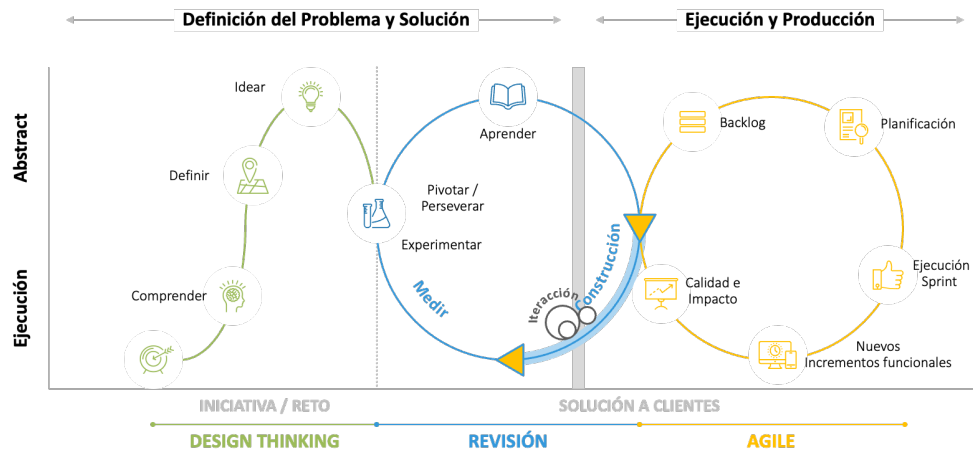 Definición del Problema y Solución
Ejecución y Producción
Abstract
Ejecución
Idear
Definir
Comprender
Aprender
Pivotar /
Perseverar
Experimentar
Medir
Iteracción
Construcción
Backlog
Planificación
Calidad e
Impacto
Ejecución
Sprint
Nuevos
Incrementos funcionales
INICIATIVA / RETO
SOLUCIÓN A CLIENTES
DESIGN THINKING
REVISIÓN
AGILE